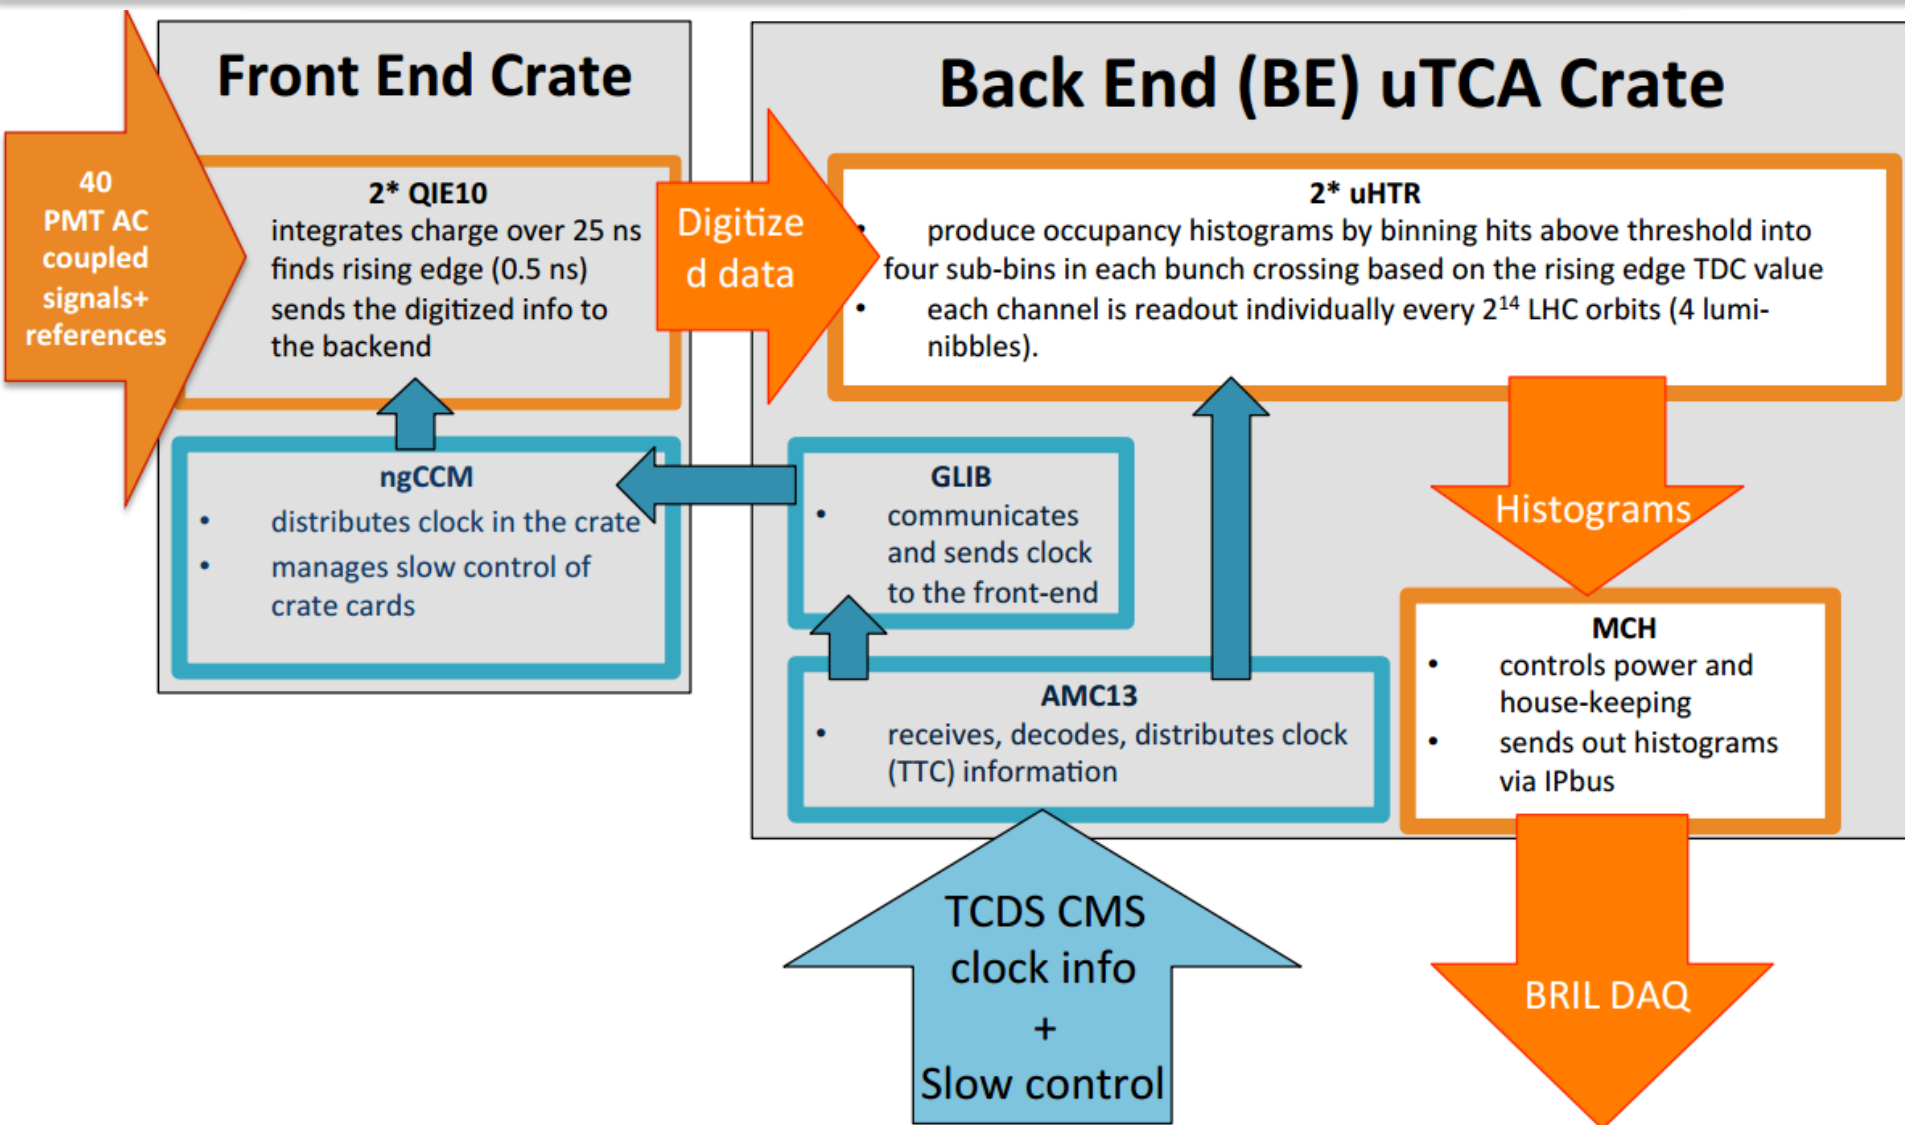 Front End Crate
40
PMT AC
coupled
signals+
references
2* QIE10
integrates charge over 25 ns
finds rising edge (0.5 ns)
sends the digitized info to
the backend
ngCCM
• distributes clock in the crate
• manages slow control of
crate cards
Digitize
d data
Back End (BE) uTCA Crate
2* uHTR
• produce occupancy histograms by binning hits above threshold into
four sub-bins in each bunch crossing based on the rising edge TDC value
• each channel is readout individually every 2¹⁴ LHC orbits (4 lumi-
nibbles).
GLIB
• communicates
and sends clock
to the front-end
AMC13
• receives, decodes, distributes clock
(TTC) information
Histograms
MCH
• controls power and
house-keeping
• sends out histograms
via IPbus
TCDS CMS
clock info
+
Slow control
BRIL DAQ